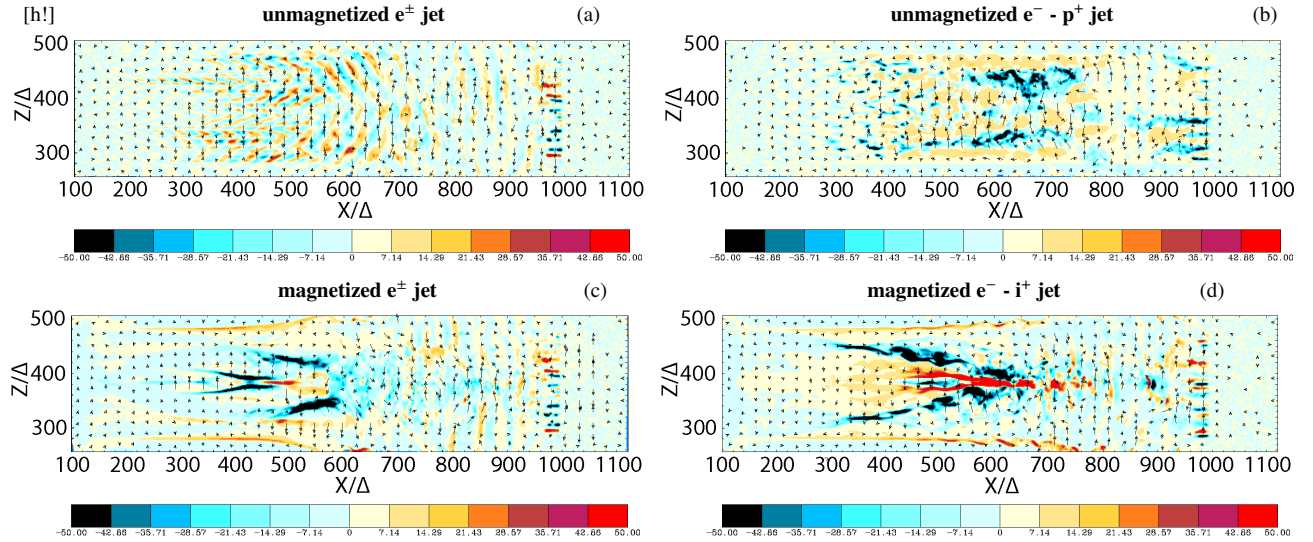 [h!]
unmagnetized e± jet (a)
unmagnetized e⁻ - p⁺ jet (b)
500
400
300
Z/Δ
100 200 300 400 500 600 700 800 900 1000 1100
X/Δ
500
400
300
Z/Δ
100 200 300 400 500 600 700 800 900 1000 1100
X/Δ
−50.00 −42.86 −35.71 −28.57 −21.43 −14.29 −7.14 0 7.14 14.29 21.43 28.57 35.71 42.86 50.00
−50.00 −42.86 −35.71 −28.57 −21.43 −14.29 −7.14 0 7.14 14.29 21.43 28.57 35.71 42.86 50.00
magnetized e± jet (c)
magnetized e⁻ - i⁺ jet (d)
500
400
300
Z/Δ
100 200 300 400 500 600 700 800 900 1000 1100
X/Δ
500
400
300
Z/Δ
100 200 300 400 500 600 700 800 900 1000 1100
X/Δ
−50.00 −42.86 −35.71 −28.57 −21.43 −14.29 −7.14 0 7.14 14.29 21.43 28.57 35.71 42.86 50.00
−50.00 −42.86 −35.71 −28.57 −21.43 −14.29 −7.14 0 7.14 14.29 21.43 28.57 35.71 42.86 50.00